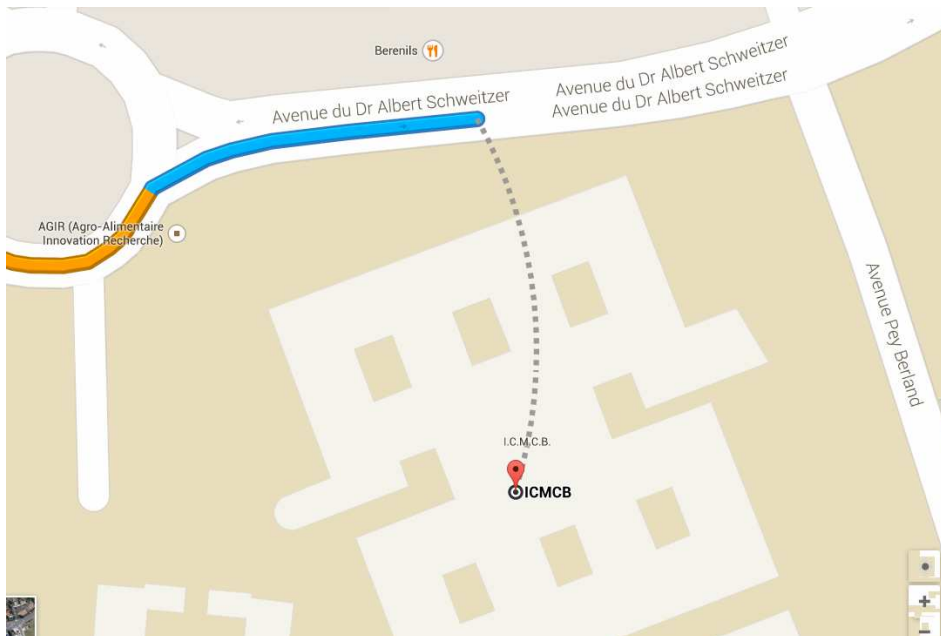 Berenils
Avenue du Dr Albert Schweitzer
Avenue du Dr Albert Schweitzer
Avenue du Dr Albert Schweitzer
AGIR (Agro-Alimentaire
Innovation Recherche)
Avenue Pey Berland
I.C.M.C.B.
ICMCB
+
−